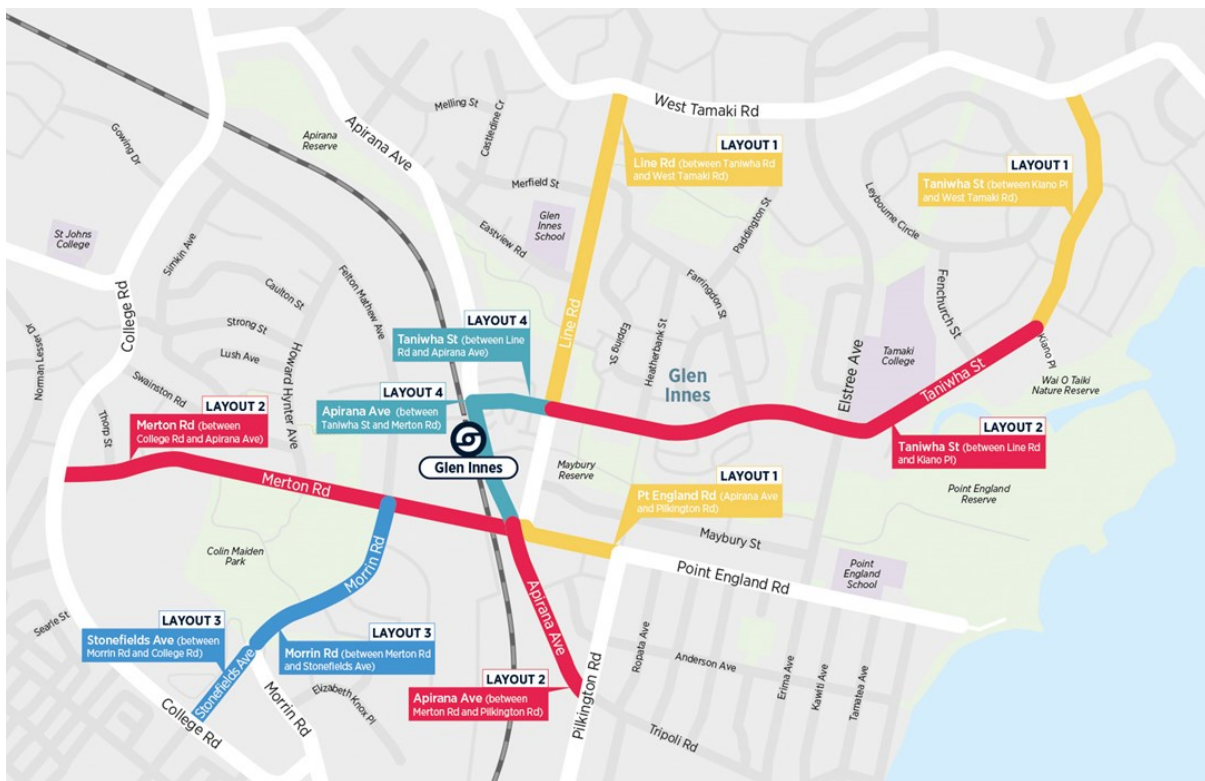 West Tamaki Rd
Melling St
Castledine Cr
Gowing Dr
Apirana
Reserve
Apirana Ave
LAYOUT 1
Line Rd (between Taniwha Rd
and West Tamaki Rd)
LAYOUT 1
Taniwha St (between Kiano Pl
and West Tamaki Rd)
Merfield St
Leybourne Circle
Glen
Innes
School
Paddington St
St Johns
College
Simkin Ave
Eastview Rd
College Rd
Felton Mathew Ave
Caulton St
Farringdon St
Fenchurch St
Line Rd
LAYOUT 4
Taniwha St (between Line
Rd and Apirana Ave)
Strong St
Epping St
Heatherbank St
Norman Lesser Dr
Lush Ave
Howard Hynter Ave
Glen
Innes
Elstree Ave
Tamaki
College
Taniwha St
Kiano Pl
Wai O Taiki
Nature Reserve
Swainston Rd
LAYOUT 4
Apirana Ave (between
Taniwha St and Merton Rd)
LAYOUT 2
Merton Rd (between
College Rd and Apirana Ave)
Thorp St
LAYOUT 2
Taniwha St (between Line Rd
and Kiano Pl)
Glen Innes
Maybury
Reserve
LAYOUT 1
Pt England Rd (Apirana Ave
and Pilkington Rd)
Point England
Reserve
Merton Rd
Maybury St
Colin Maiden
Park
Morrin Rd
Point England Rd
Point
England
School
Apirana Ave
Searle St
LAYOUT 3
Stonefields Ave (between
Morrin Rd and College Rd)
LAYOUT 3
Morrin Rd (between Merton Rd
and Stonefields Ave)
Ropata Ave
Anderson Ave
Erima Ave
Kawiti Ave
Tamatea Ave
Stonefields Ave
Elizabeth Knox Pl
LAYOUT 2
Apirana Ave (between
Merton Rd and Pilkington Rd)
Pilkington Rd
College Rd
Morrin Rd
Tripoli Rd